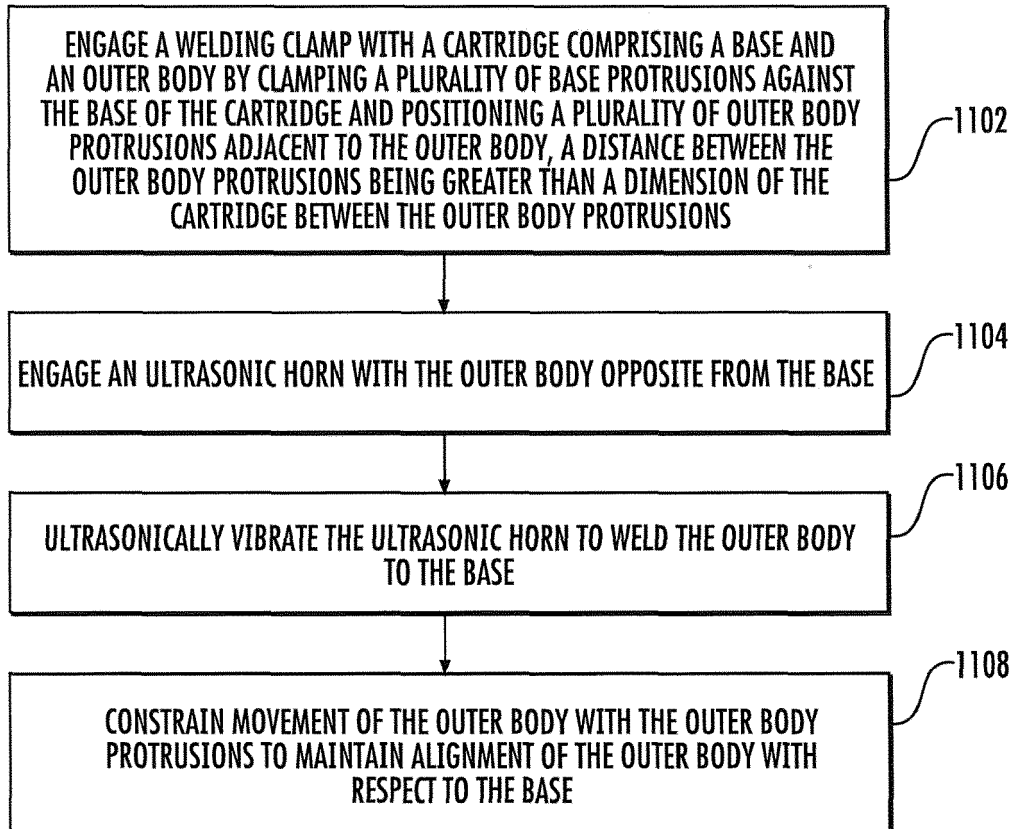 ENGAGE A WELDING CLAMP WITH A CARTRIDGE COMPRISING A BASE AND
AN OUTER BODY BY CLAMPING A PLURALITY OF BASE PROTRUSIONS AGAINST
THE BASE OF THE CARTRIDGE AND POSITIONING A PLURALITY OF OUTER BODY
PROTRUSIONS ADJACENT TO THE OUTER BODY, A DISTANCE BETWEEN THE
OUTER BODY PROTRUSIONS BEING GREATER THAN A DIMENSION OF THE
CARTRIDGE BETWEEN THE OUTER BODY PROTRUSIONS
1102
ENGAGE AN ULTRASONIC HORN WITH THE OUTER BODY OPPOSITE FROM THE BASE
1104
ULTRASONICALLY VIBRATE THE ULTRASONIC HORN TO WELD THE OUTER BODY
TO THE BASE
1106
CONSTRAIN MOVEMENT OF THE OUTER BODY WITH THE OUTER BODY
PROTRUSIONS TO MAINTAIN ALIGNMENT OF THE OUTER BODY WITH
RESPECT TO THE BASE
1108